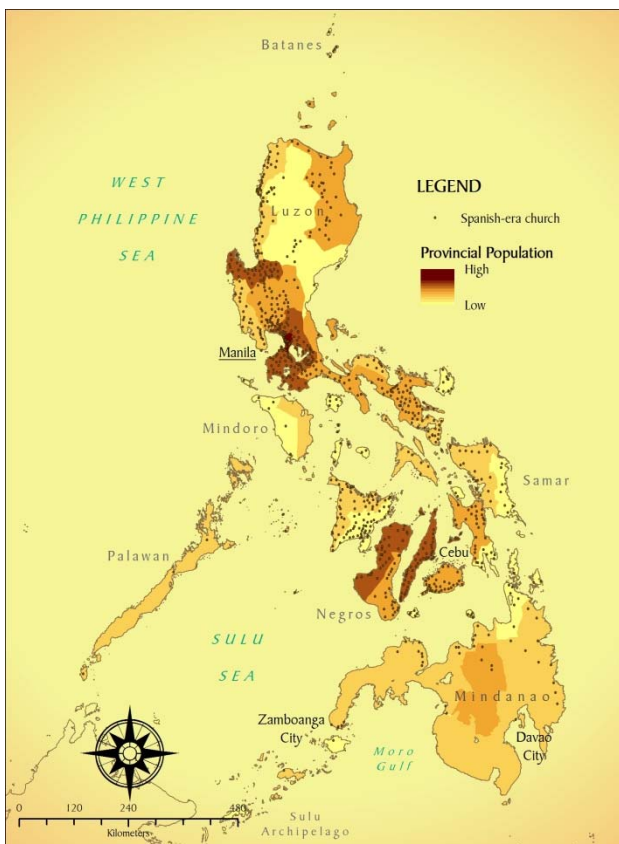 Batanes
WEST
PHILIPPINE
SEA
LEGEND
Spanish-era church
Luzon
Provincial Population
High
Low
Manila
Mindoro
Samar
Palawan
Cebu
Negros
SULU
SEA
Mindanao
Zamboanga
City
Davao
City
Moro
Gulf
0 120 240 480
Kilometers
Sulu
Archipelago